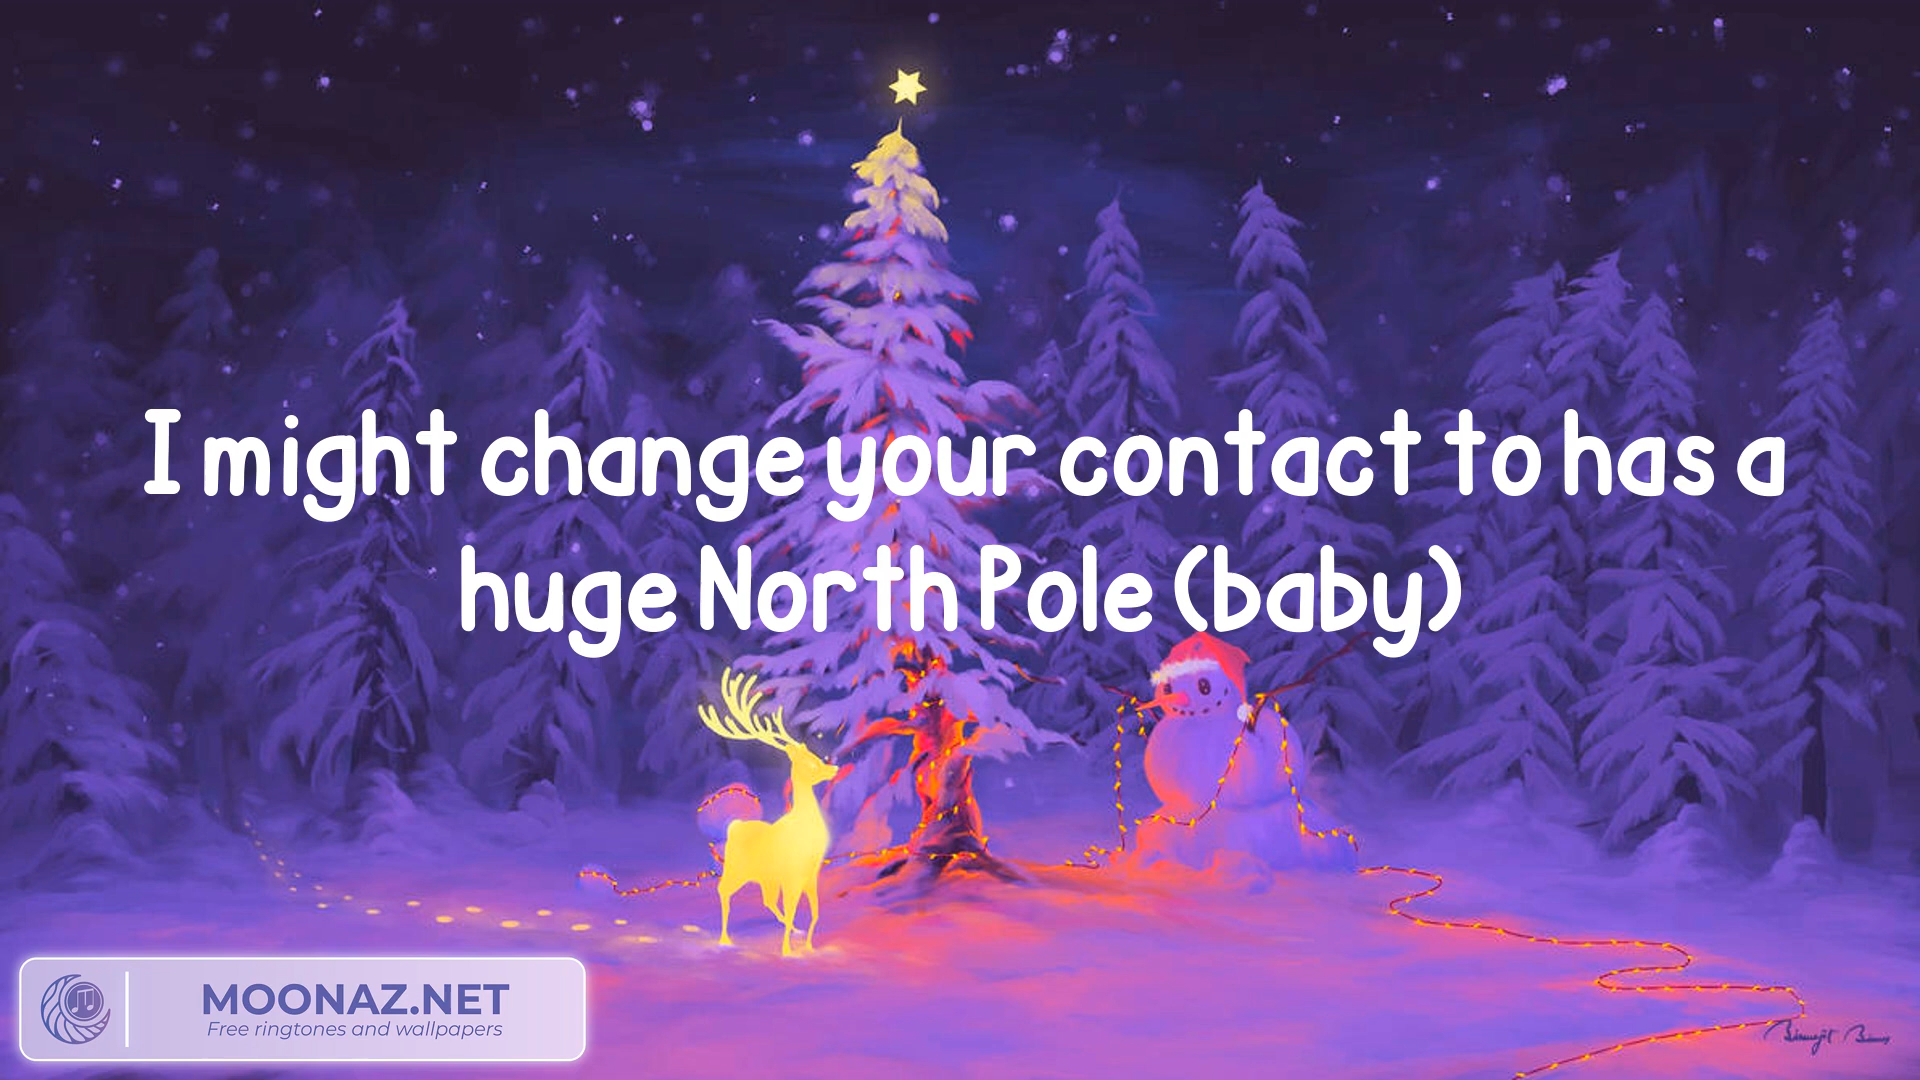 I might change your contact to has a
huge North Pole (baby)
MOONAZ.NET
Free ringtones and wallpapers